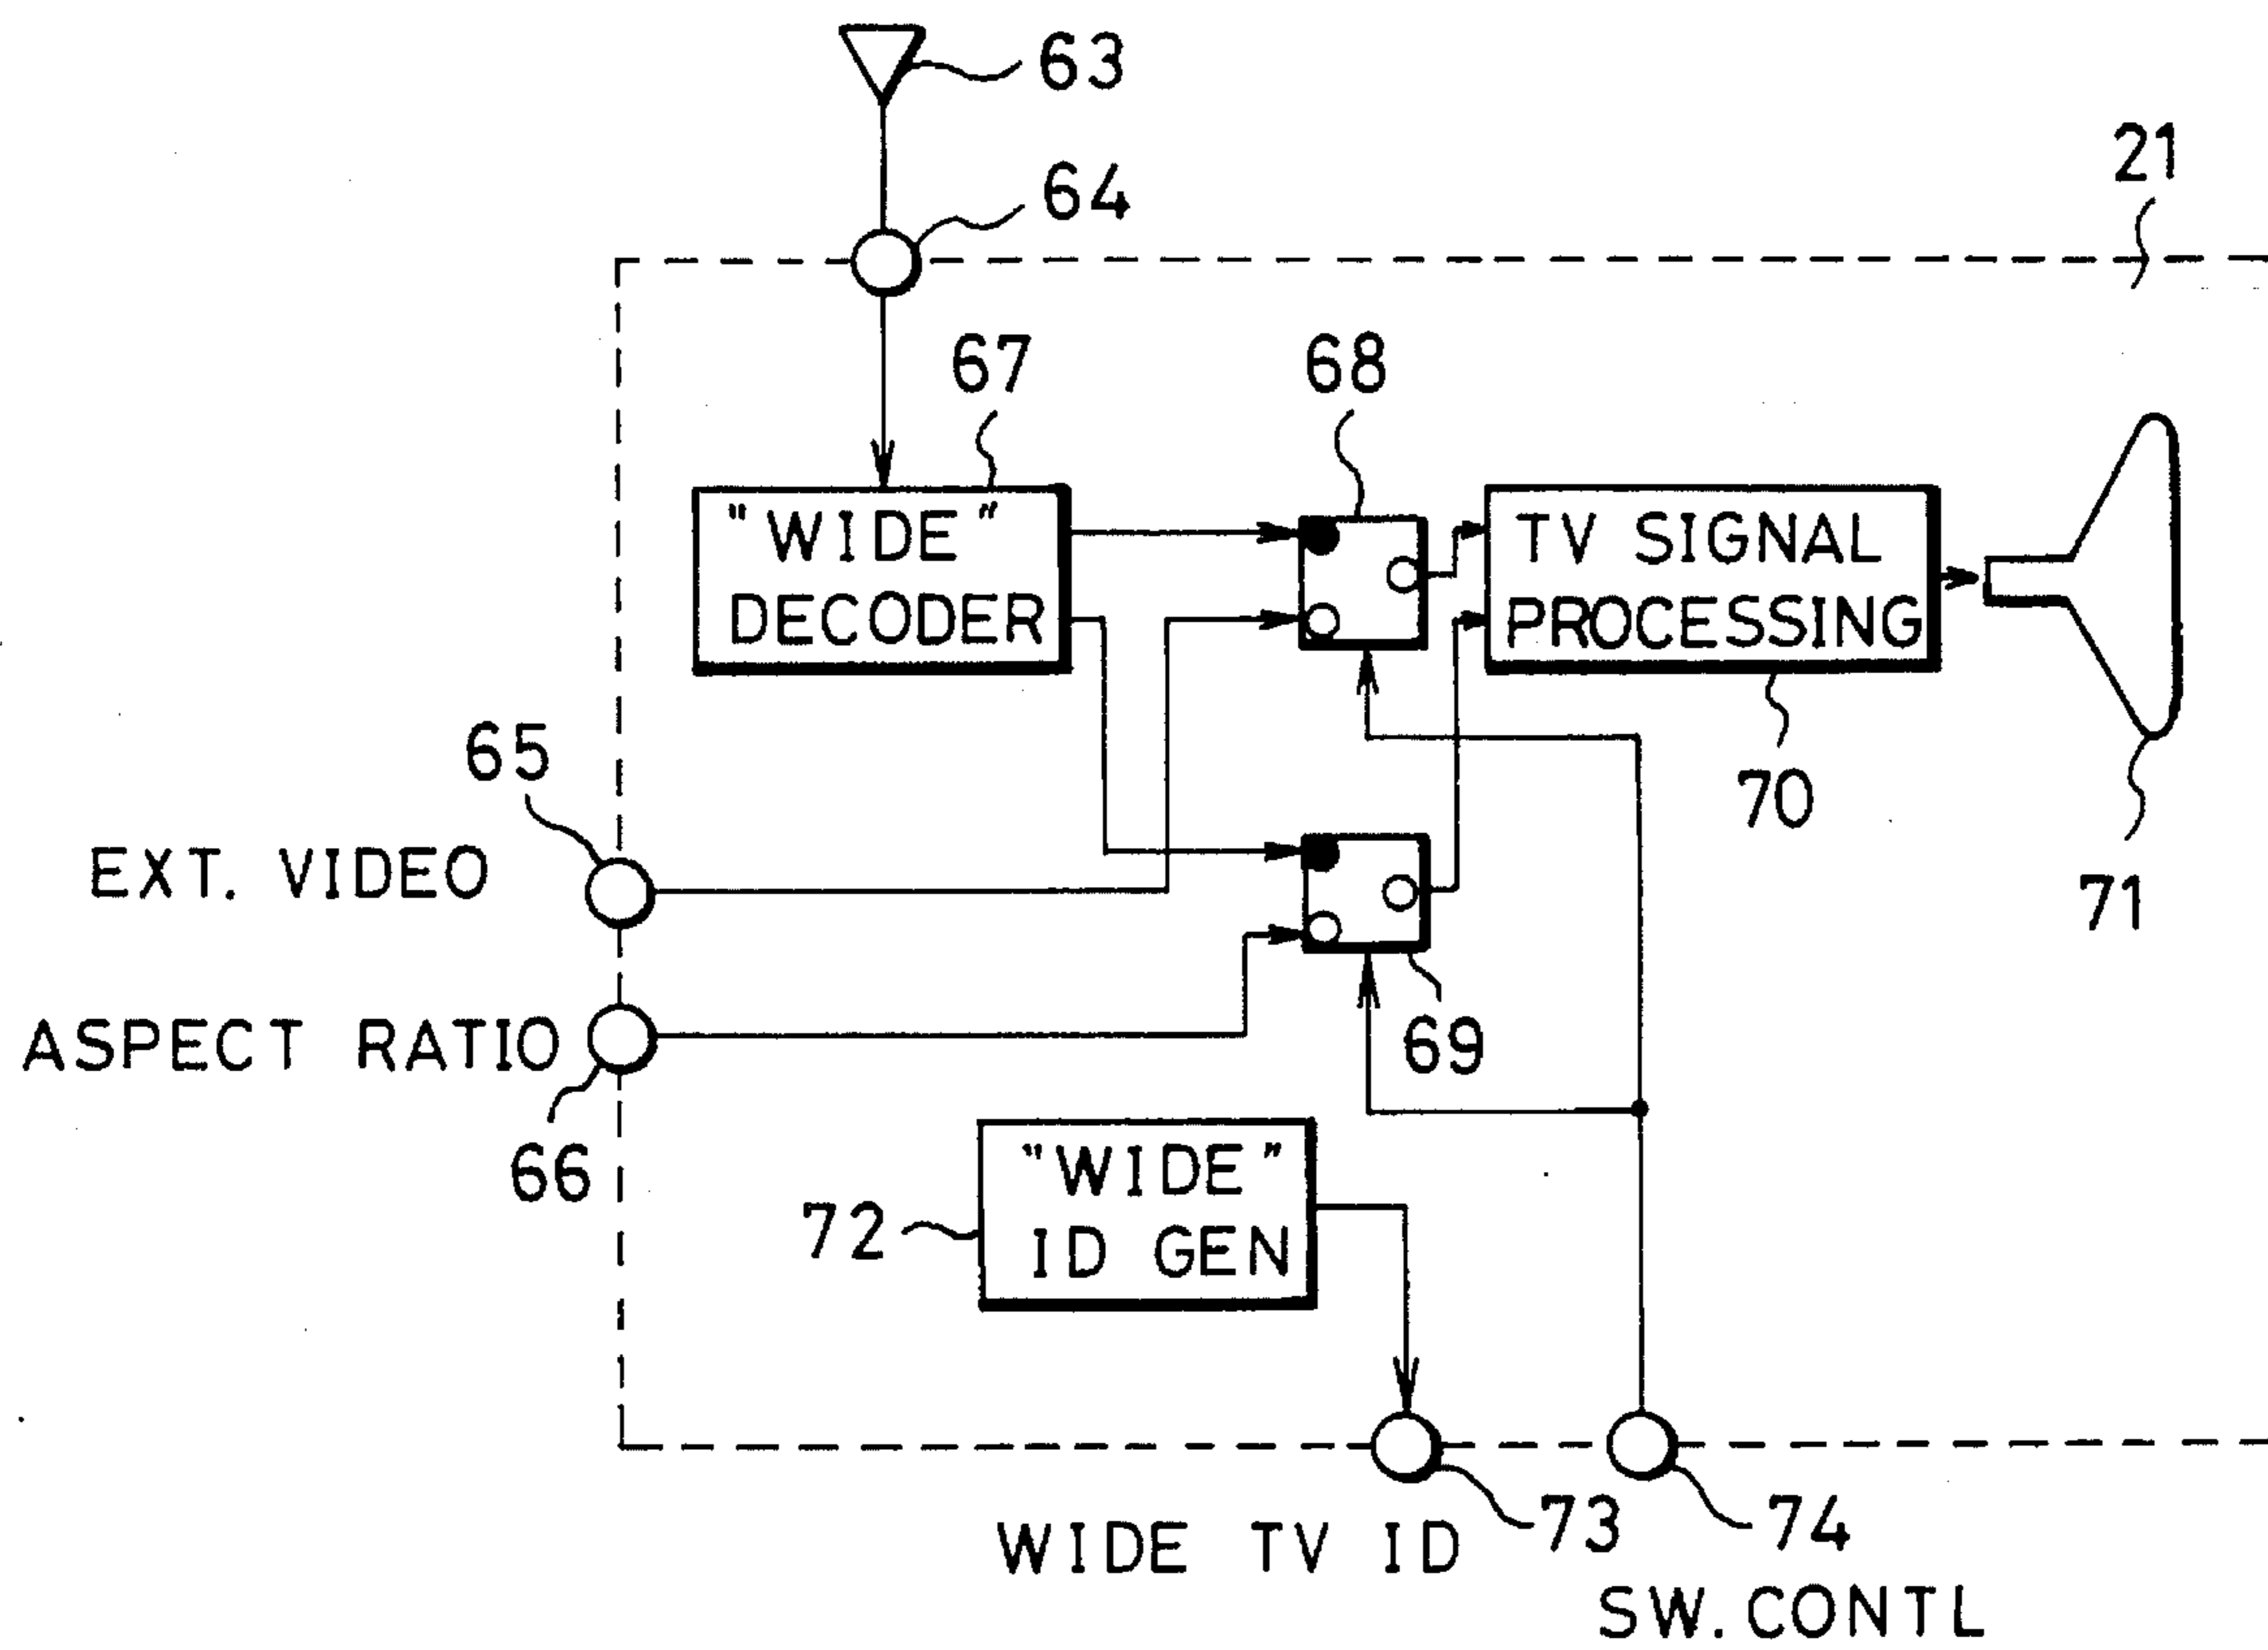 63
64
21
67
68
"WIDE"
DECODER
TV SIGNAL
PROCESSING
65
70
EXT. VIDEO
71
ASPECT RATIO
69
66
"WIDE"
ID GEN
72
73
74
WIDE TV ID
SW. CONTL